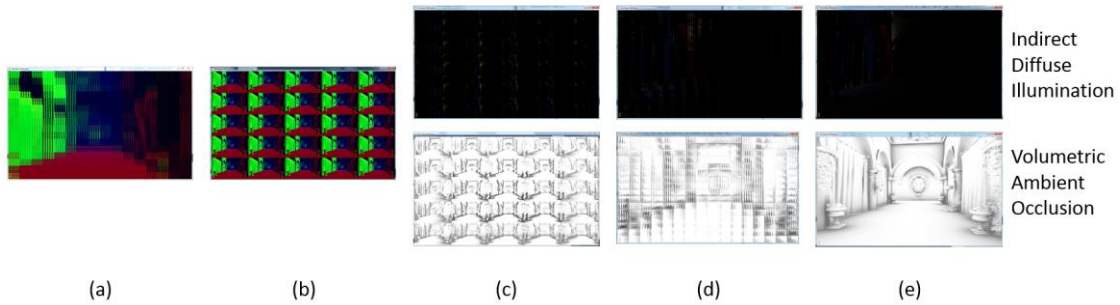 Indirect
Diffuse
Illumination
Volumetric
Ambient
Occlusion
(a)
(b)
(c)
(d)
(e)